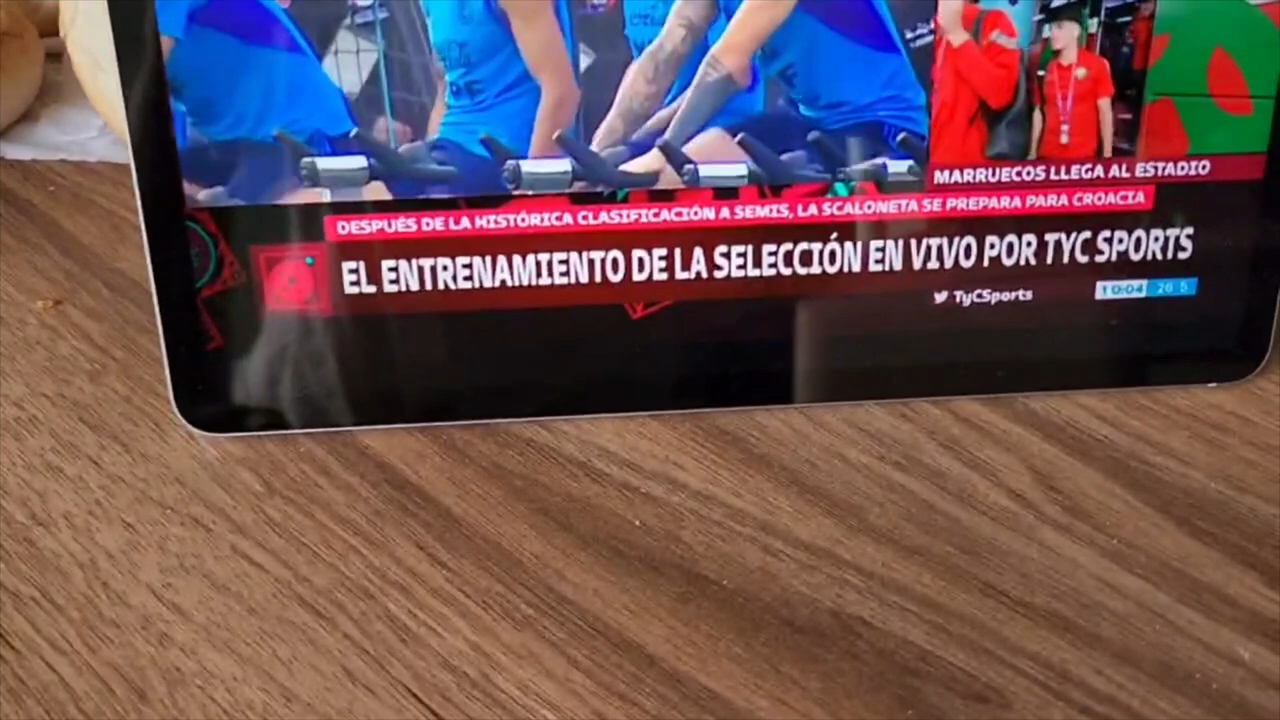 MARRUECOS LLEGA AL ESTADIO
DESPUÉS DE LA HISTÓRICA CLASIFICACIÓN A SEMIS, LA SCALONETA SE PREPARA PARA CROACIA
EL ENTRENAMIENTO DE LA SELECCIÓN EN VIVO POR TYC SPORTS
TyCSports
10:04